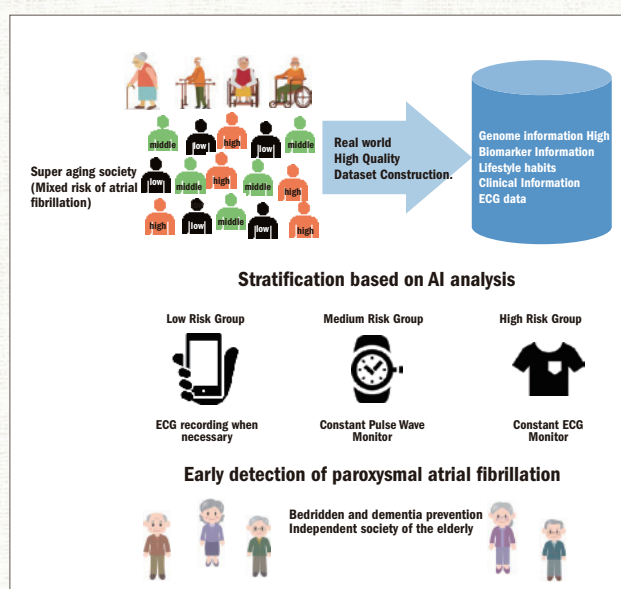 middle
low
high
low
middle
Super aging society
(Mixed risk of atrial
fibrillation)
low
middle
high
middle
high
high
low
middle
low
high
Real world
High Quality
Dataset Construction.
Genome information High
Biomarker Information
Lifestyle habits
Clinical Information
ECG data
Stratification based on AI analysis
Low Risk Group
Medium Risk Group
High Risk Group
ECG recording when
necessary
Constant Pulse Wave
Monitor
Constant ECG
Monitor
Early detection of paroxysmal atrial fibrillation
Bedridden and dementia prevention
Independent society of the elderly